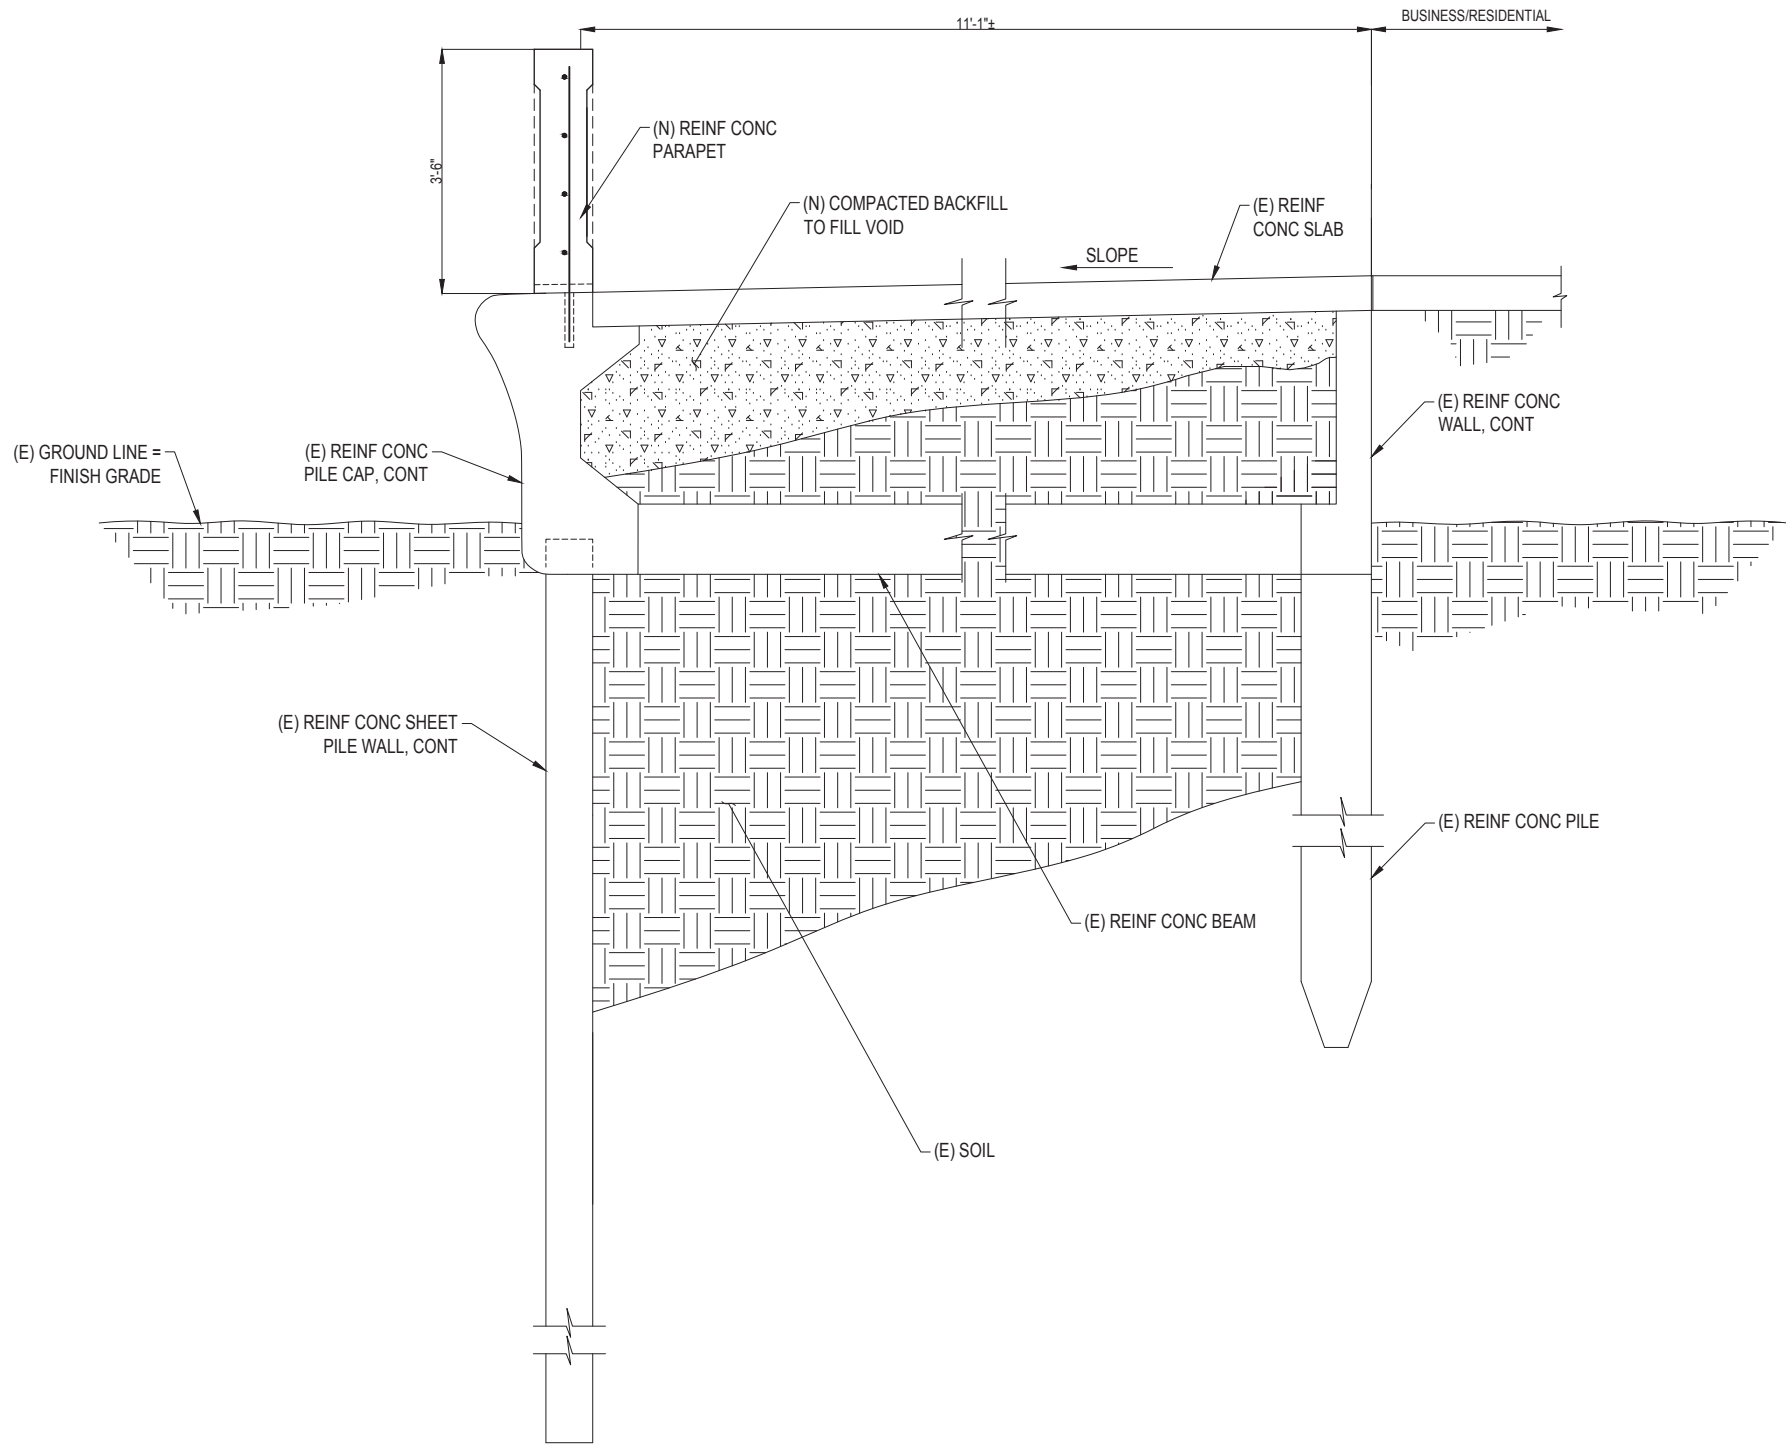 BUSINESS/RESIDENTIAL
11'-1"±
3'-6"
(N) REINF CONC
PARAPET
(N) COMPACTED BACKFILL
TO FILL VOID
(E) REINF
CONC SLAB
SLOPE
(E) REINF CONC
WALL, CONT
(E) GROUND LINE =
FINISH GRADE
(E) REINF CONC
PILE CAP, CONT
(E) REINF CONC SHEET
PILE WALL, CONT
(E) REINF CONC PILE
(E) REINF CONC BEAM
(E) SOIL